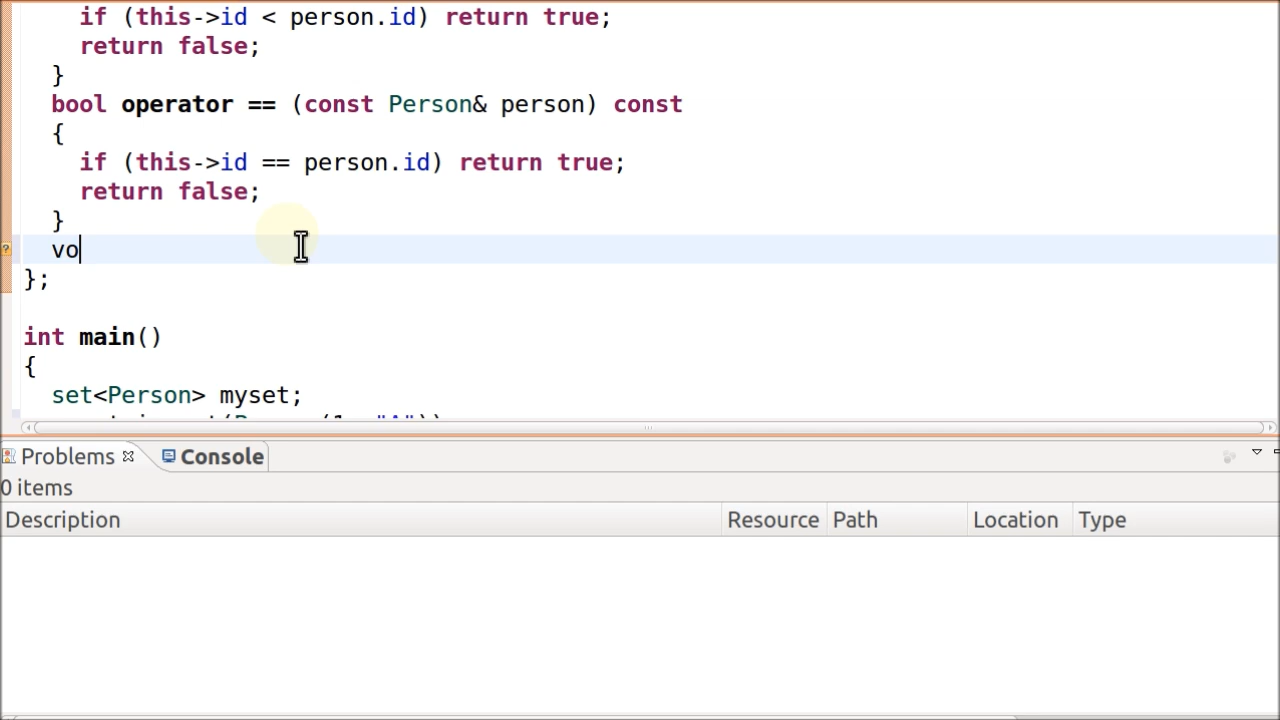 if (this->id < person.id) return true;
return false;
}
bool operator == (const Person& person) const
{
if (this->id == person.id) return true;
return false;
}
vo
};
int main()
{
set<Person> myset;
Problems Console
0 items
Description Resource Path Location Type